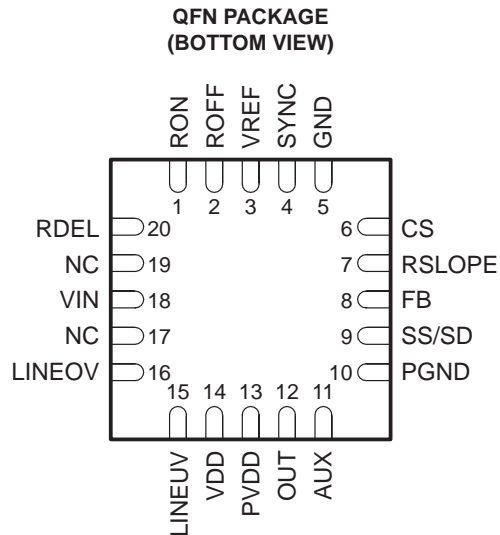 QFN PACKAGE
(BOTTOM VIEW)
RON ROFF VREF SYNC GND
1 2 3 4 5
RDEL 20 6 CS
NC 19 7 RSLOPE
VIN 18 8 FB
NC 17 9 SS/SD
LINEOV 16 10 PGND
15 14 13 12 11
LINEUV VDD PVDD OUT AUX